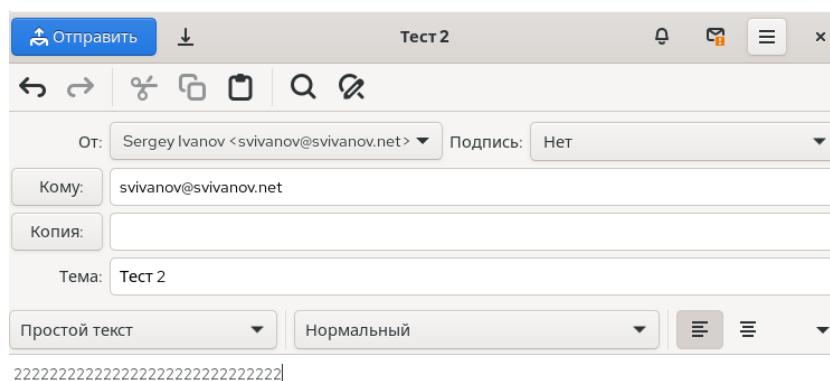 Отправить Тест 2
От: Sergey Ivanov <svivanov@svivanov.net> Подпись: Нет
Кому: svivanov@svivanov.net
Копия:
Тема: Тест 2
Простой текст Нормальный
222222222222222222222222222222